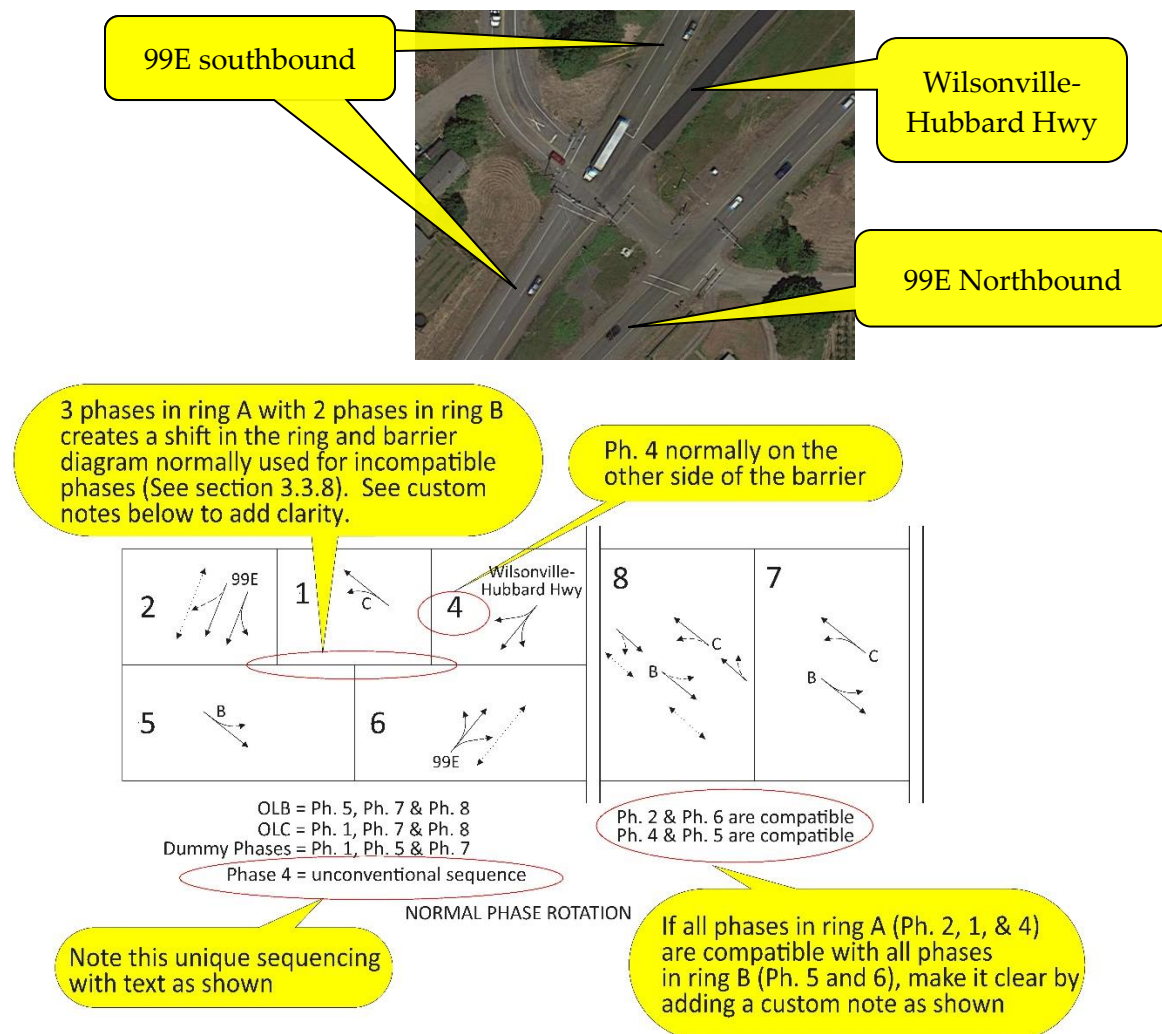 99E southbound
Wilsonville-
Hubbard Hwy
99E Northbound
3 phases in ring A with 2 phases in ring B
creates a shift in the ring and barrier
diagram normally used for incompatible
phases (See section 3.3.8). See custom
notes below to add clarity.
Ph. 4 normally on the
other side of the barrier
2
99E
1
C
4
Wilsonville-
Hubbard Hwy
8
C
B
7
C
B
5
B
6
99E
OLB = Ph. 5, Ph. 7 & Ph. 8
OLC = Ph. 1, Ph. 7 & Ph. 8
Dummy Phases = Ph. 1, Ph. 5 & Ph. 7
Phase 4 = unconventional sequence
NORMAL PHASE ROTATION
Ph. 2 & Ph. 6 are compatible
Ph. 4 & Ph. 5 are compatible
Note this unique sequencing
with text as shown
If all phases in ring A (Ph. 2, 1, & 4)
are compatible with all phases
in ring B (Ph. 5 and 6), make it clear by
adding a custom note as shown